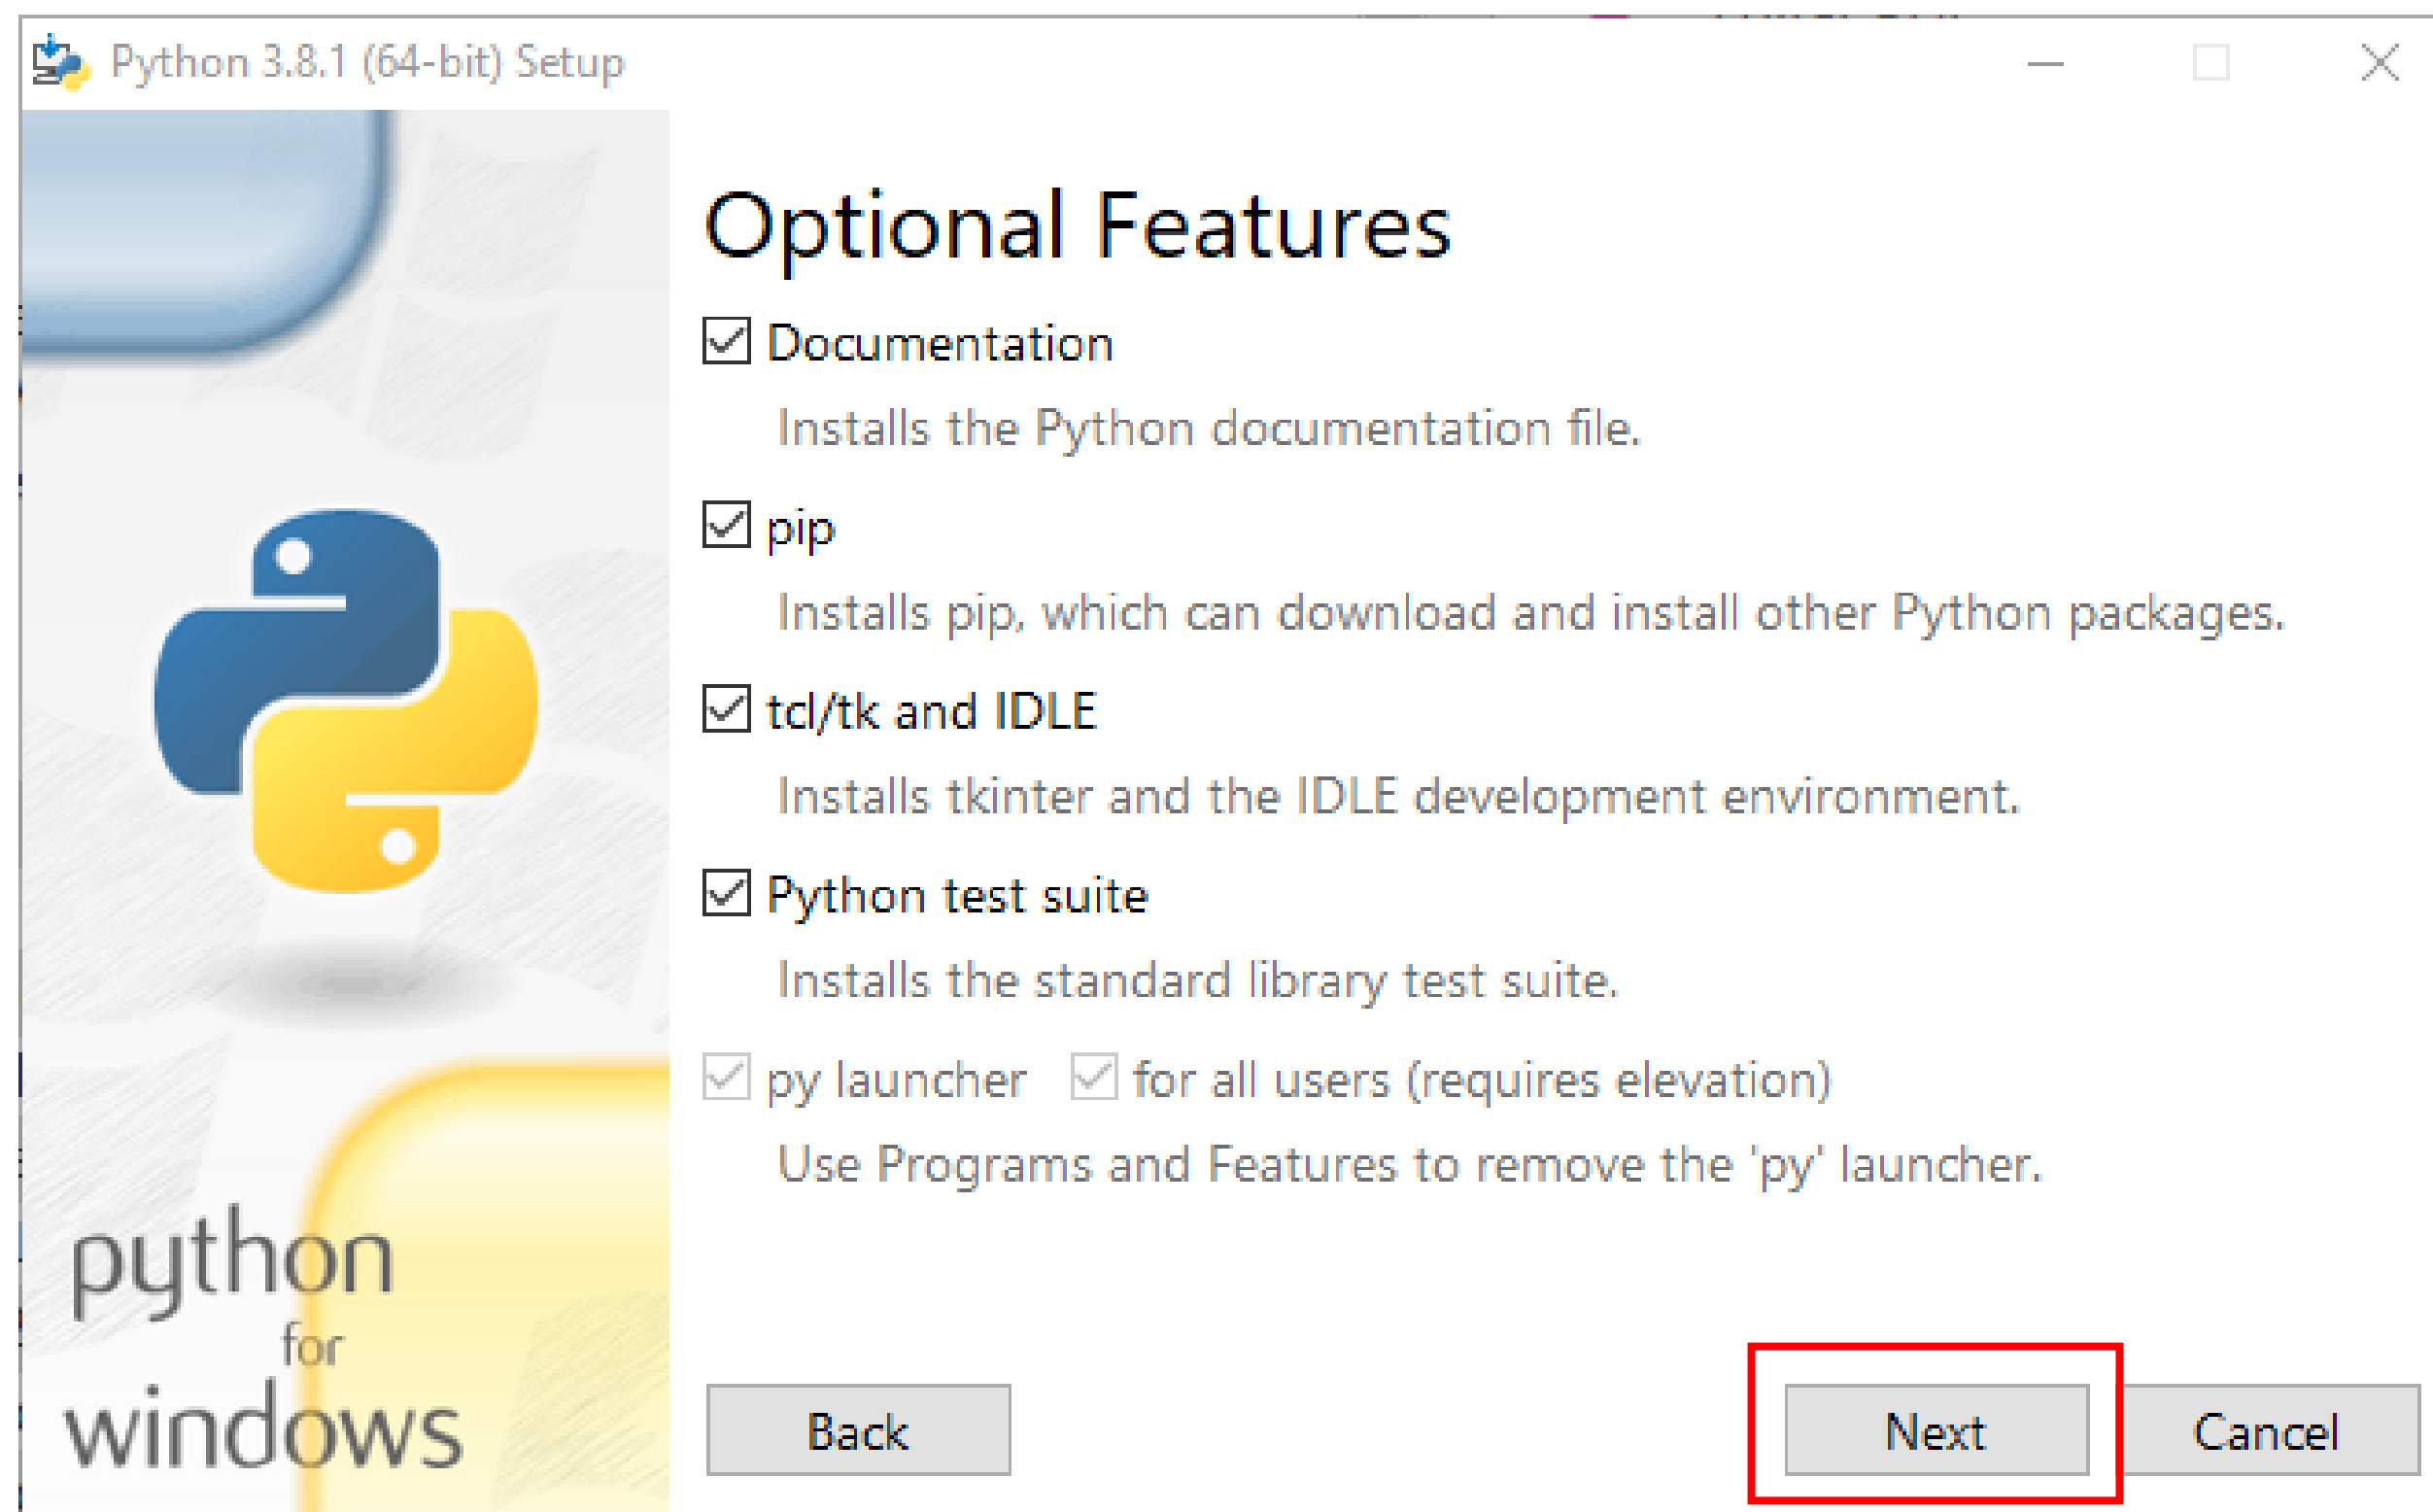 Python 3.8.1 (64-bit) Setup
Optional Features
Documentation
Installs the Python documentation file.
pip
Installs pip, which can download and install other Python packages.
tcl/tk and IDLE
Installs tkinter and the IDLE development environment.
Python test suite
Installs the standard library test suite.
py launcher for all users (requires elevation)
Use Programs and Features to remove the 'py' launcher.
python
for
windows
Back Next Cancel